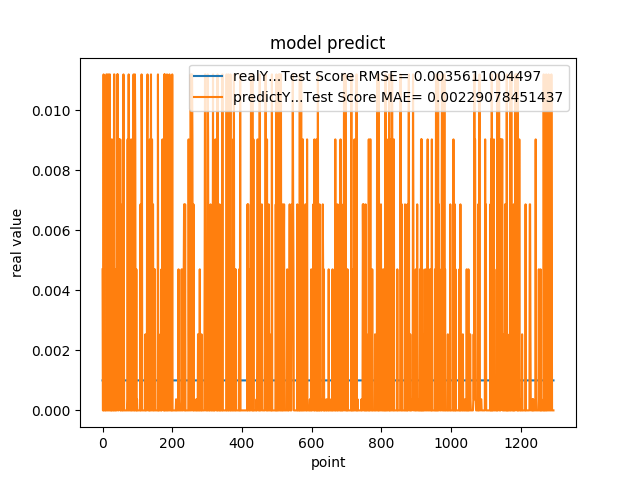 model predict
realY...Test Score RMSE= 0.0035611004497
predictY...Test Score MAE= 0.00229078451437
0.010
0.008
0.006
0.004
0.002
0.000
real value
0 200 400 600 800 1000 1200
point